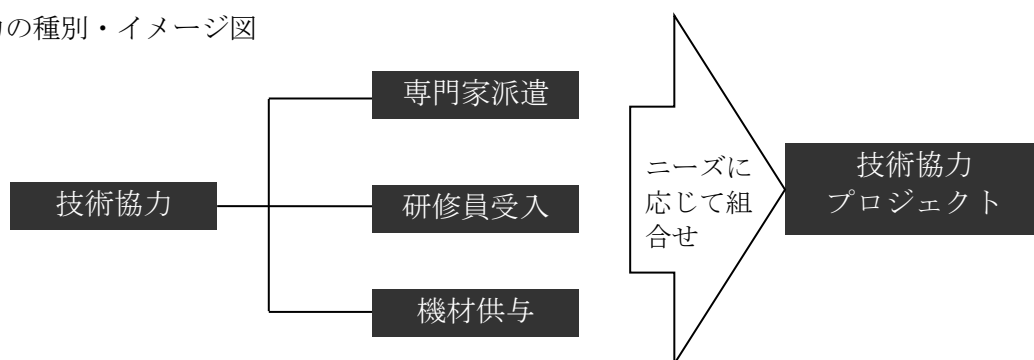 の種別・イメージ図
専門家派遣
技術協力
研修員受入
機材供与
ニーズに
応じて組
合せ
技術協力
プロジェクト